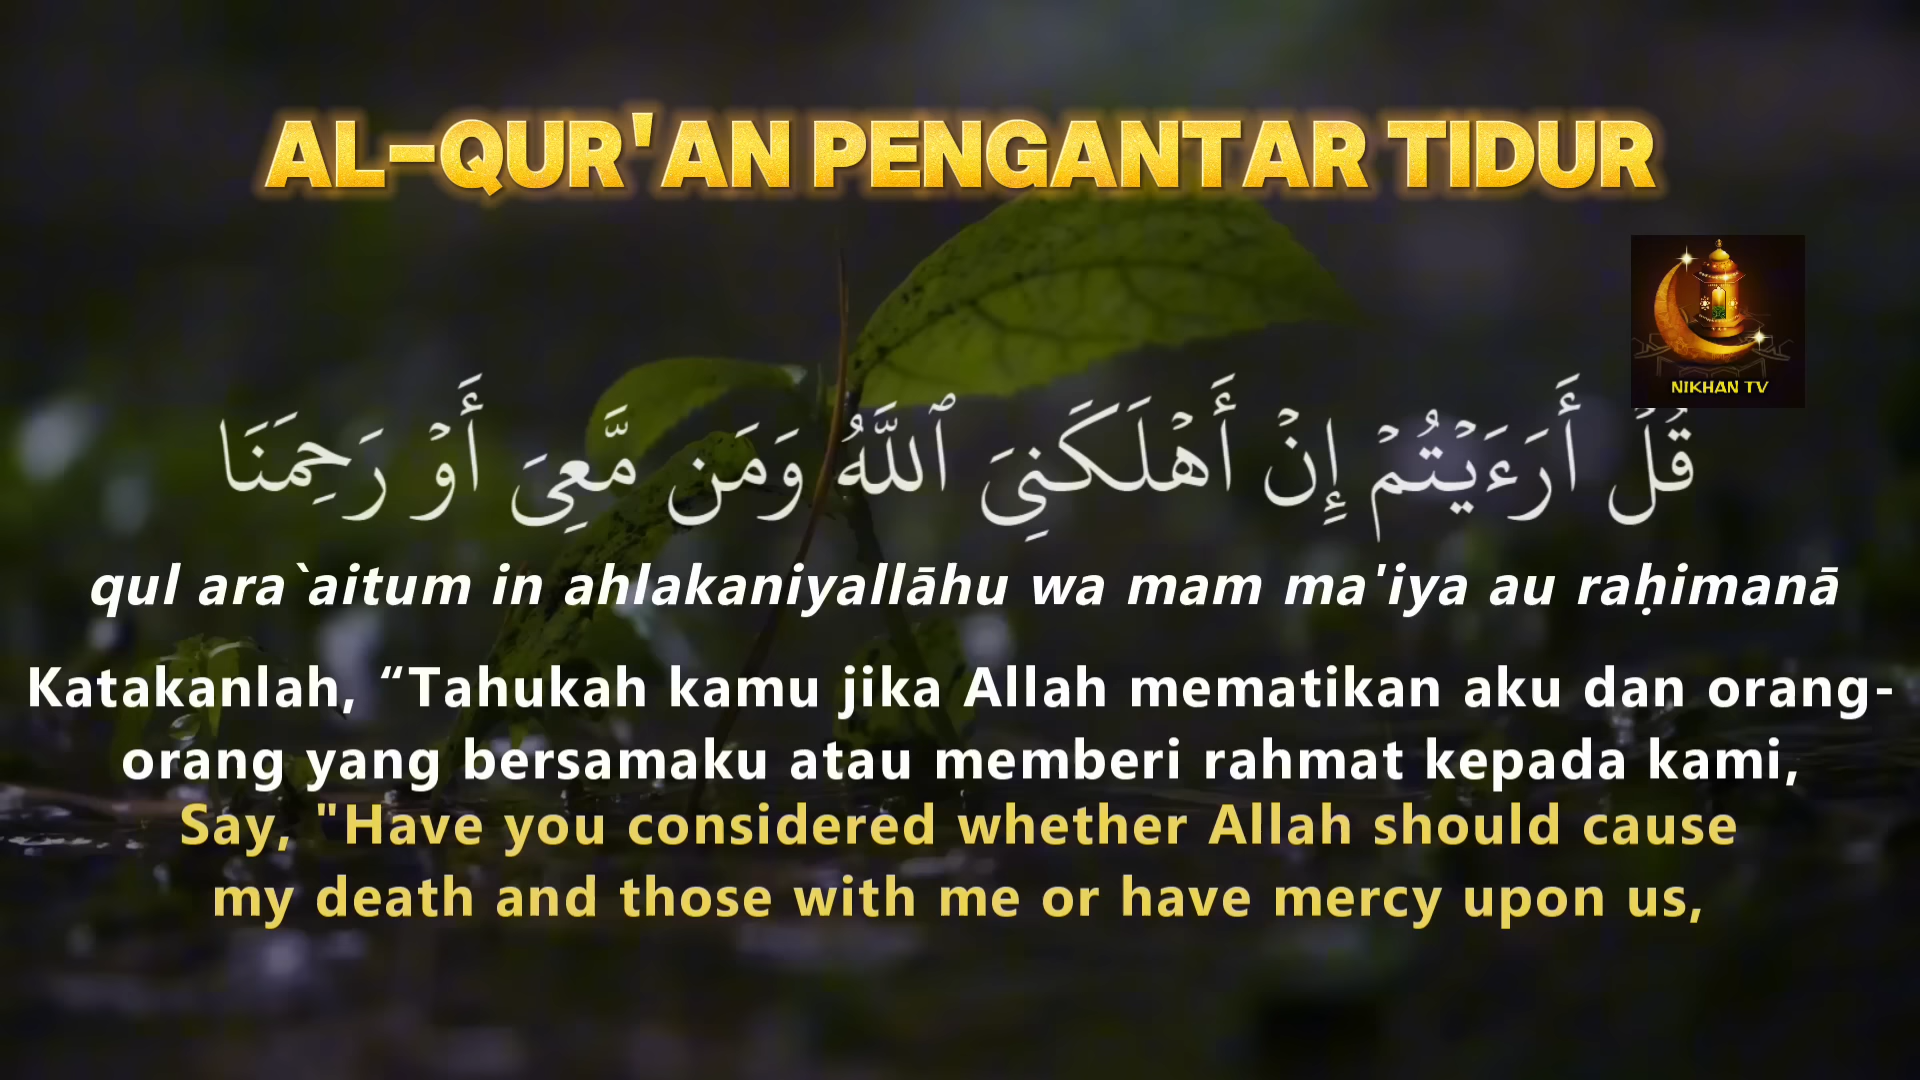 AL-QUR'AN PENGANTAR TIDUR
NIKHAN TV
قُلْ أَرَءَيْتُمْ إِنْ أَهْلَكَنِىَ ٱللَّهُ وَمَن مَّعِىَ أَوْ رَحِمَنَا
qul ara`aitum in ahlakaniyallāhu wa mam ma'iya au raḥimanā
Katakanlah, “Tahukah kamu jika Allah mematikan aku dan orang-
orang yang bersamaku atau memberi rahmat kepada kami,
Say, "Have you considered whether Allah should cause
my death and those with me or have mercy upon us,